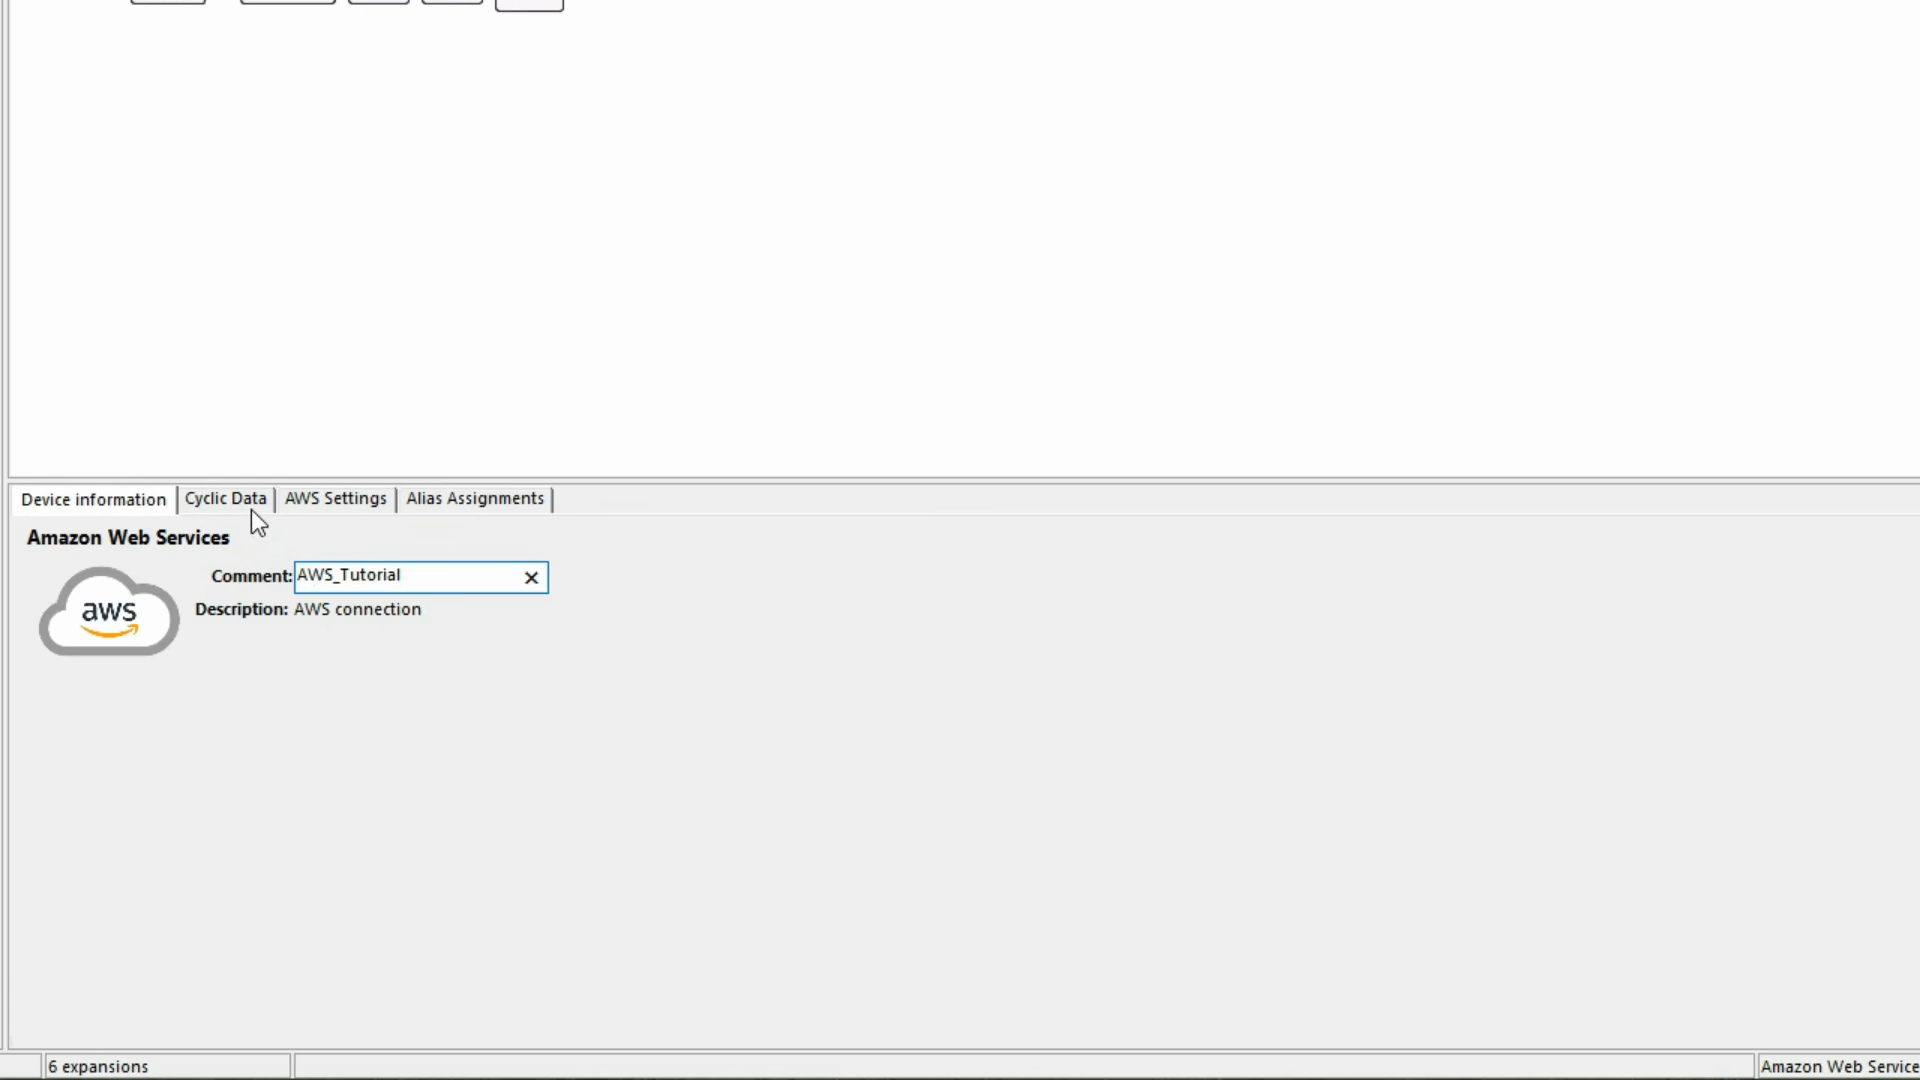 Device information Cyclic Data AWS Settings Alias Assignments
Amazon Web Services
aws
Comment: AWS_Tutorial
Description: AWS connection
6 expansions Amazon Web Service